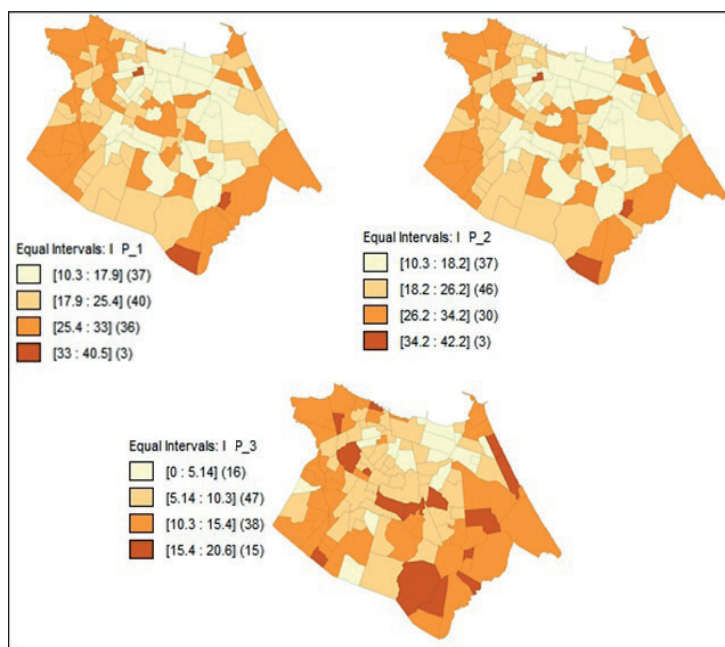 Equal Intervals: I P_1
[10.3 : 17.9] (37)
[17.9 : 25.4] (40)
[25.4 : 33] (36)
[33 : 40.5] (3)
Equal Intervals: I P_2
[10.3 : 18.2] (37)
[18.2 : 26.2] (46)
[26.2 : 34.2] (30)
[34.2 : 42.2] (3)
Equal Intervals: I P_3
[0 : 5.14] (16)
[5.14 : 10.3] (47)
[10.3 : 15.4] (38)
[15.4 : 20.6] (15)